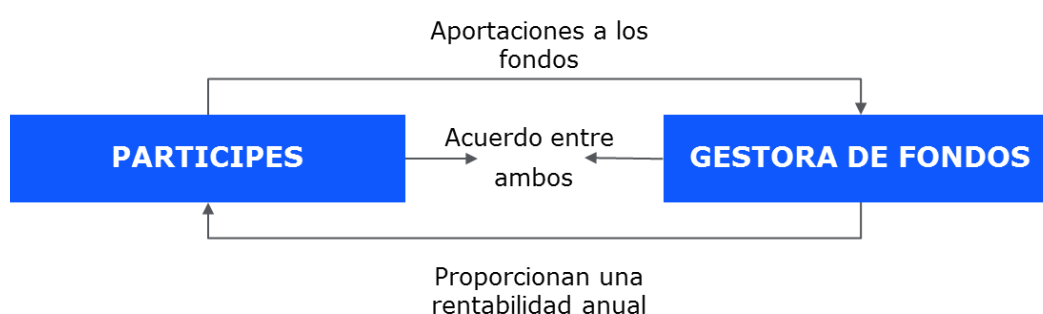 Aportaciones a los
fondos
PARTICIPES
Acuerdo entre
ambos
GESTORA DE FONDOS
Proporcionan una
rentabilidad anual